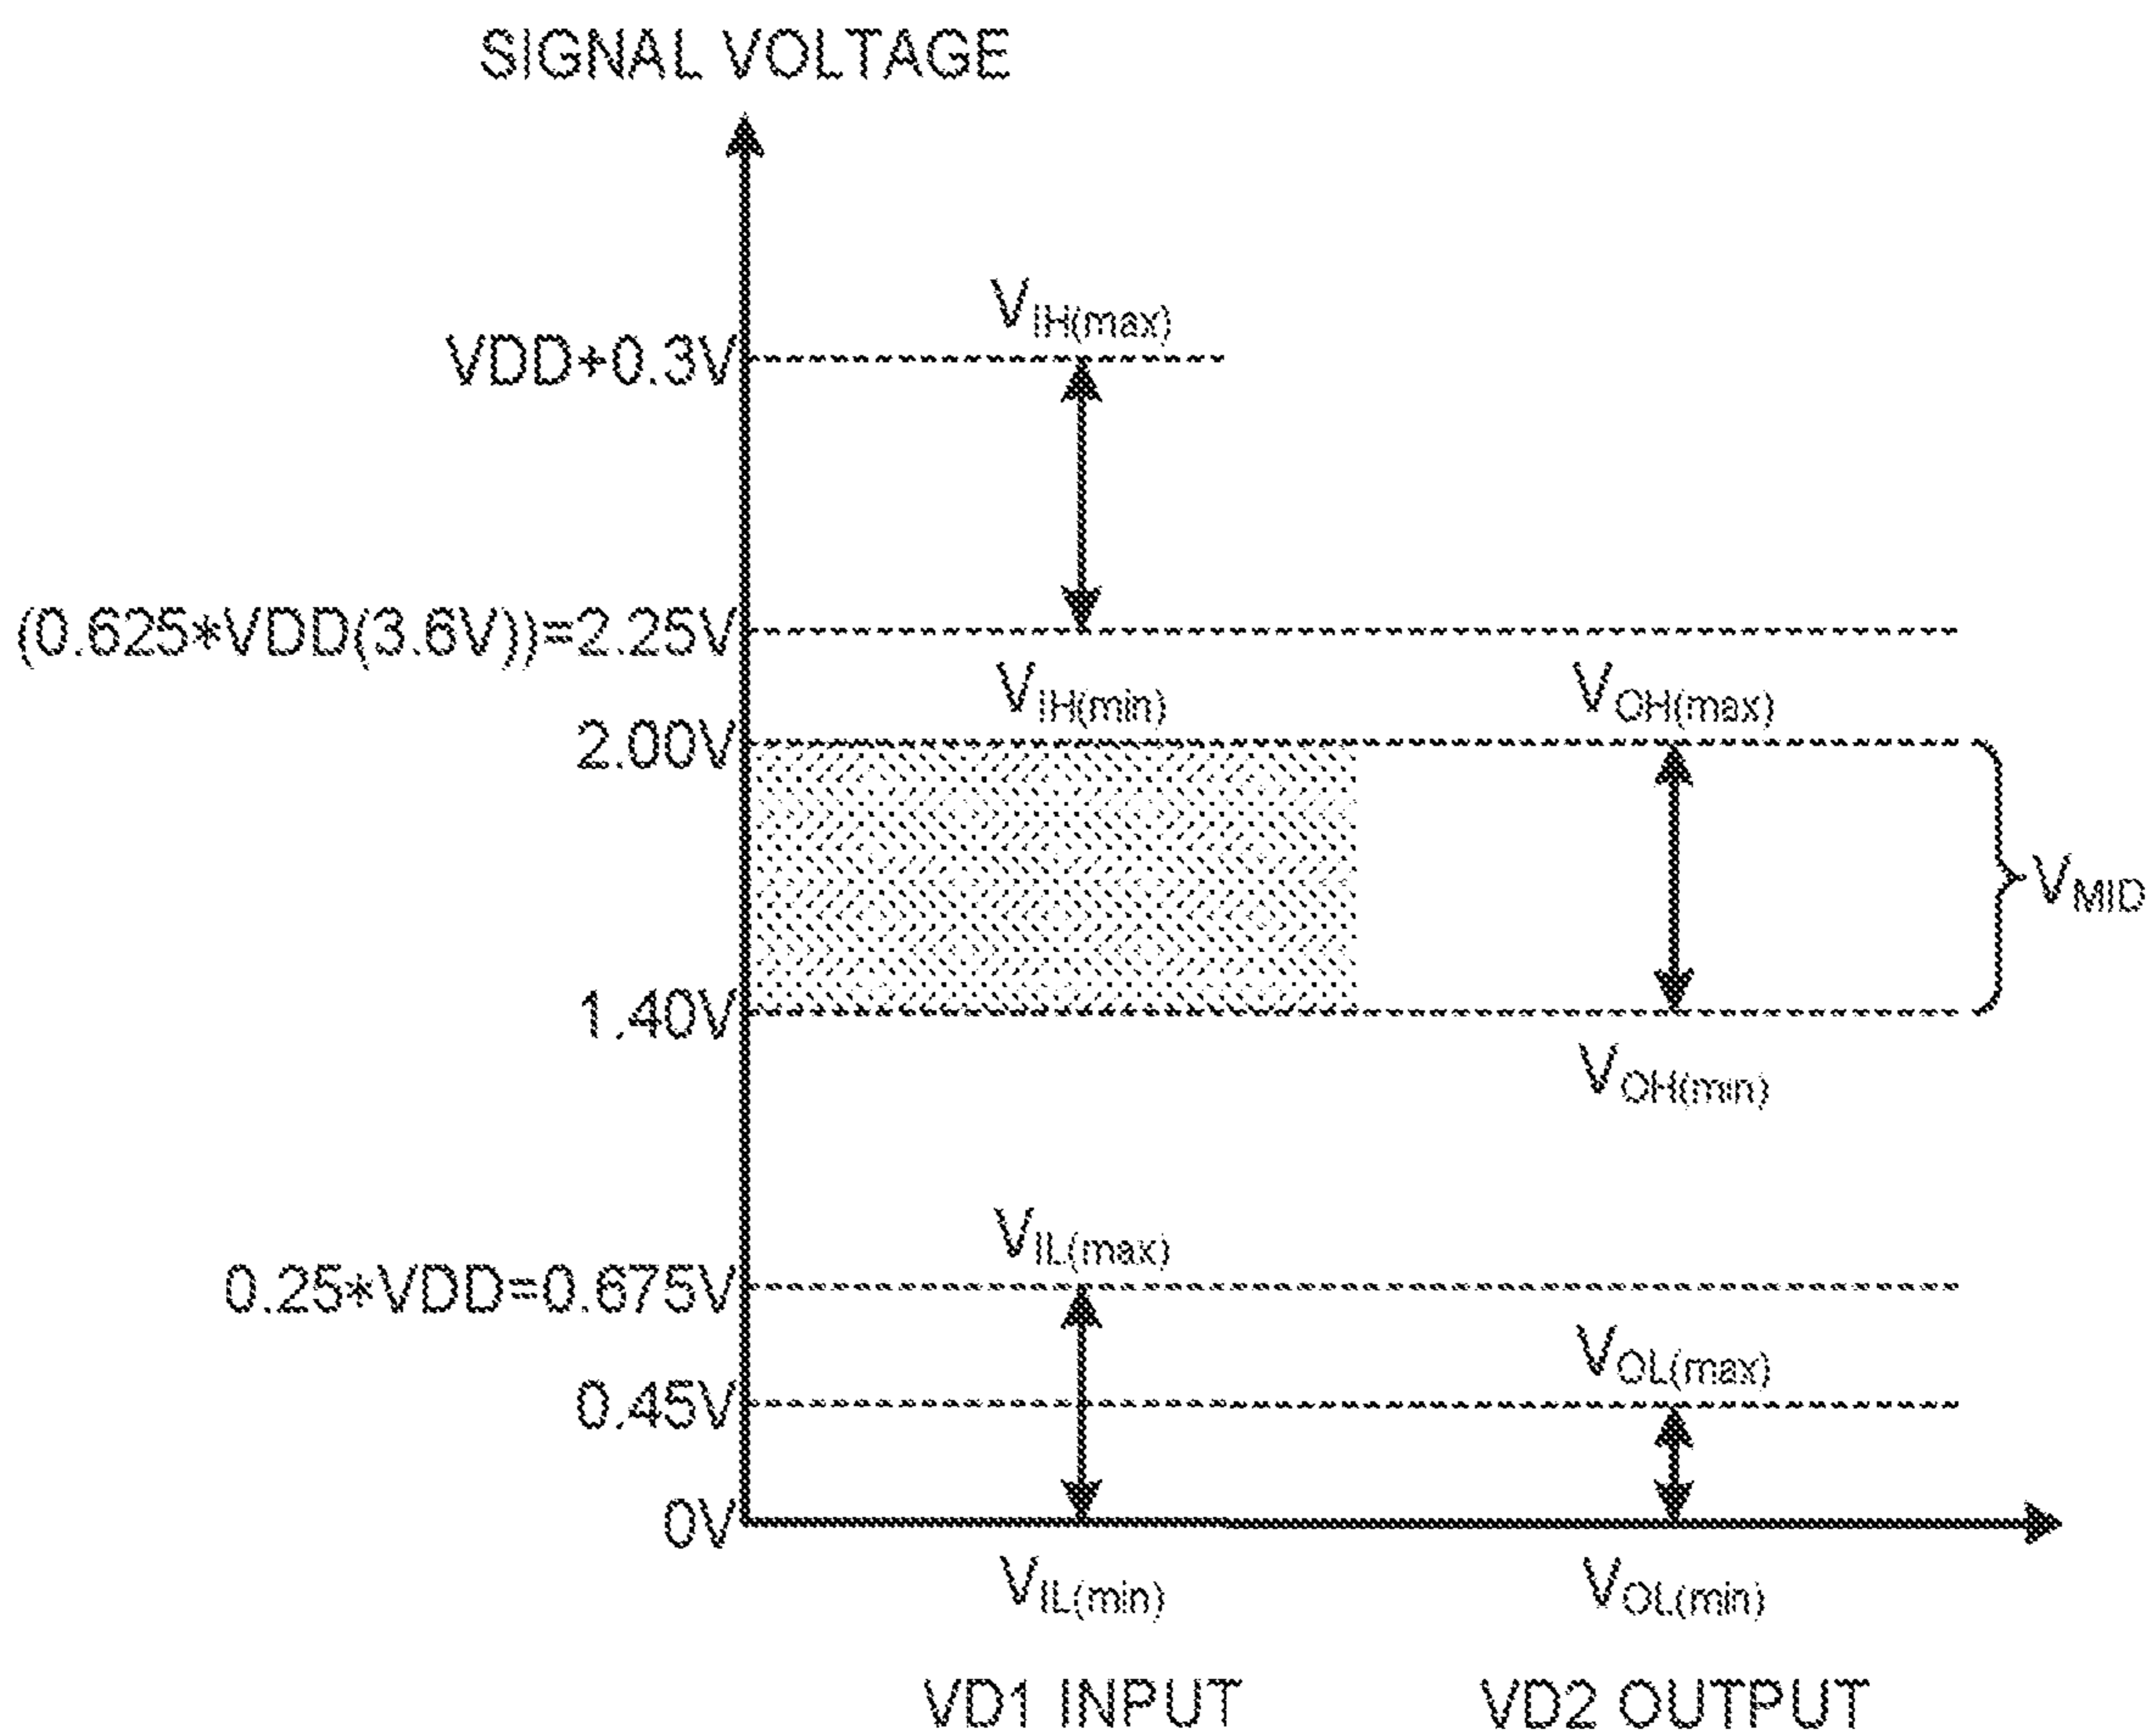 SIGNAL VOLTAGE
VIH(max)
VDD+0.3V
(0.625*VDD(3.6V))=2.25V
VIH(min) VOH(max)
2.00V
VMID
1.40V
VOH(min)
VIL(max)
0.25*VDD=0.675V
VOL(max)
0.45V
0V
VIL(min) VOL(min)
VD1 INPUT VD2 OUTPUT